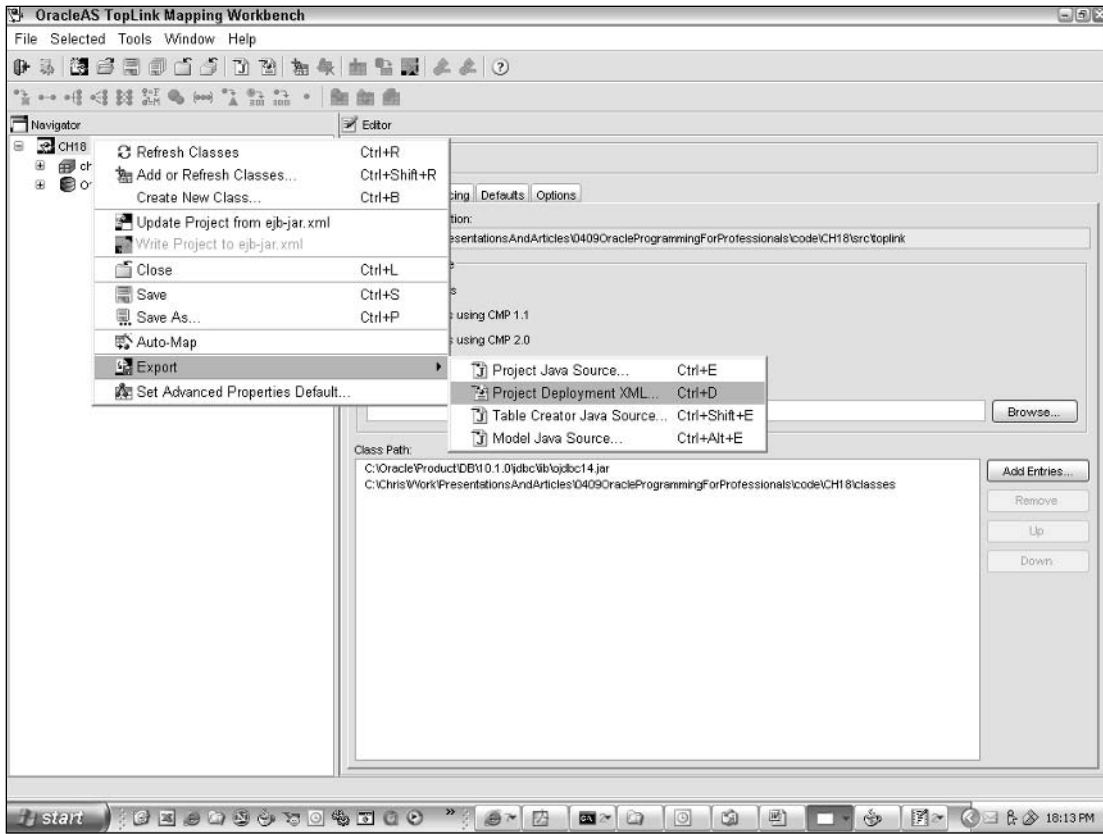 OracleAS TopLink Mapping Workbench
File Selected Tools Window Help
Navigator
Editor
CH18
Refresh Classes Ctrl+R
Add or Refresh Classes... Ctrl+Shift+R
Create New Class... Ctrl+B
Update Project from ejb-jar.xml
Write Project to ejb-jar.xml
Close Ctrl+L
Save Ctrl+S
Save As... Ctrl+P
Auto-Map
Export
Set Advanced Properties Default...
Project Java Source... Ctrl+E
Project Deployment XML... Ctrl+D
Table Creator Java Source... Ctrl+Shift+E
Model Java Source... Ctrl+Alt+E
cing Defaults Options
tion:
esentationsAndArticles\0409OracleProgrammingForProfessionals\code\CH18\src\toplink
using CMP 1.1
using CMP 2.0
Browse...
Class Path:
C:\Oracle\Product\DB\10.1.0\jdbc\lib\ojdbc14.jar
C:\Chris\Work\PresentationsAndArticles\0409OracleProgrammingForProfessionals\code\CH18\classes
Add Entries...
Remove
Up
Down
start
18:13 PM